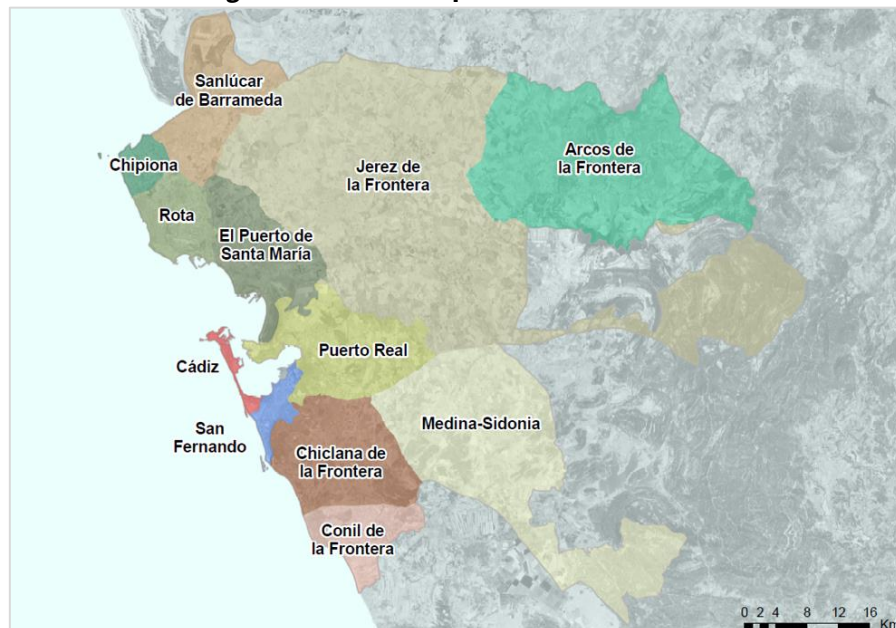 Sanlúcar
de Barrameda
Chipiona
Rota
El Puerto de
Santa María
Jerez de
la Frontera
Arcos de
la Frontera
Cádiz
Puerto Real
San
Fernando
Medina-Sidonia
Chiclana de
la Frontera
Conil de
la Frontera
0 2 4 8 12 16
Km